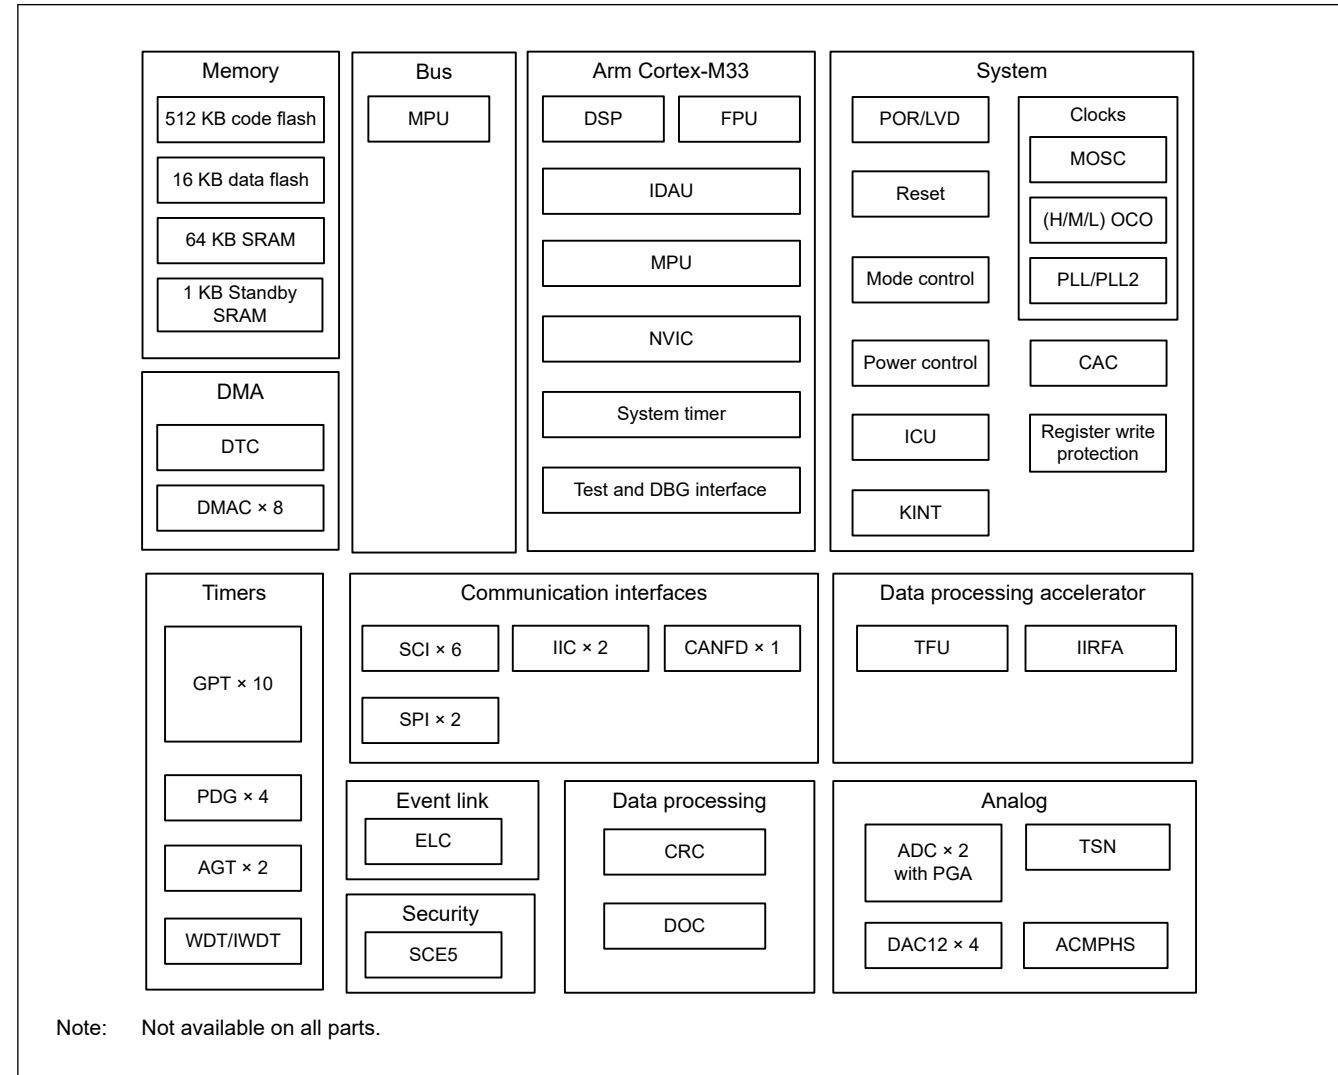 Memory
512 KB code flash
16 KB data flash
64 KB SRAM
1 KB Standby
SRAM
DMA
DTC
DMAC × 8
Bus
MPU
Arm Cortex-M33
DSP
FPU
IDAU
MPU
NVIC
System timer
Test and DBG interface
System
POR/LVD
Reset
Mode control
Power control
ICU
KINT
Clocks
MOSC
(H/M/L) OCO
PLL/PLL2
CAC
Register write
protection
Timers
GPT × 10
PDG × 4
AGT × 2
WDT/IWDT
Communication interfaces
SCI × 6
IIC × 2
CANFD × 1
SPI × 2
Data processing accelerator
TFU
IIRFA
Event link
ELC
Security
SCE5
Data processing
CRC
DOC
Analog
ADC × 2
with PGA
TSN
DAC12 × 4
ACMPHS
Note: Not available on all parts.